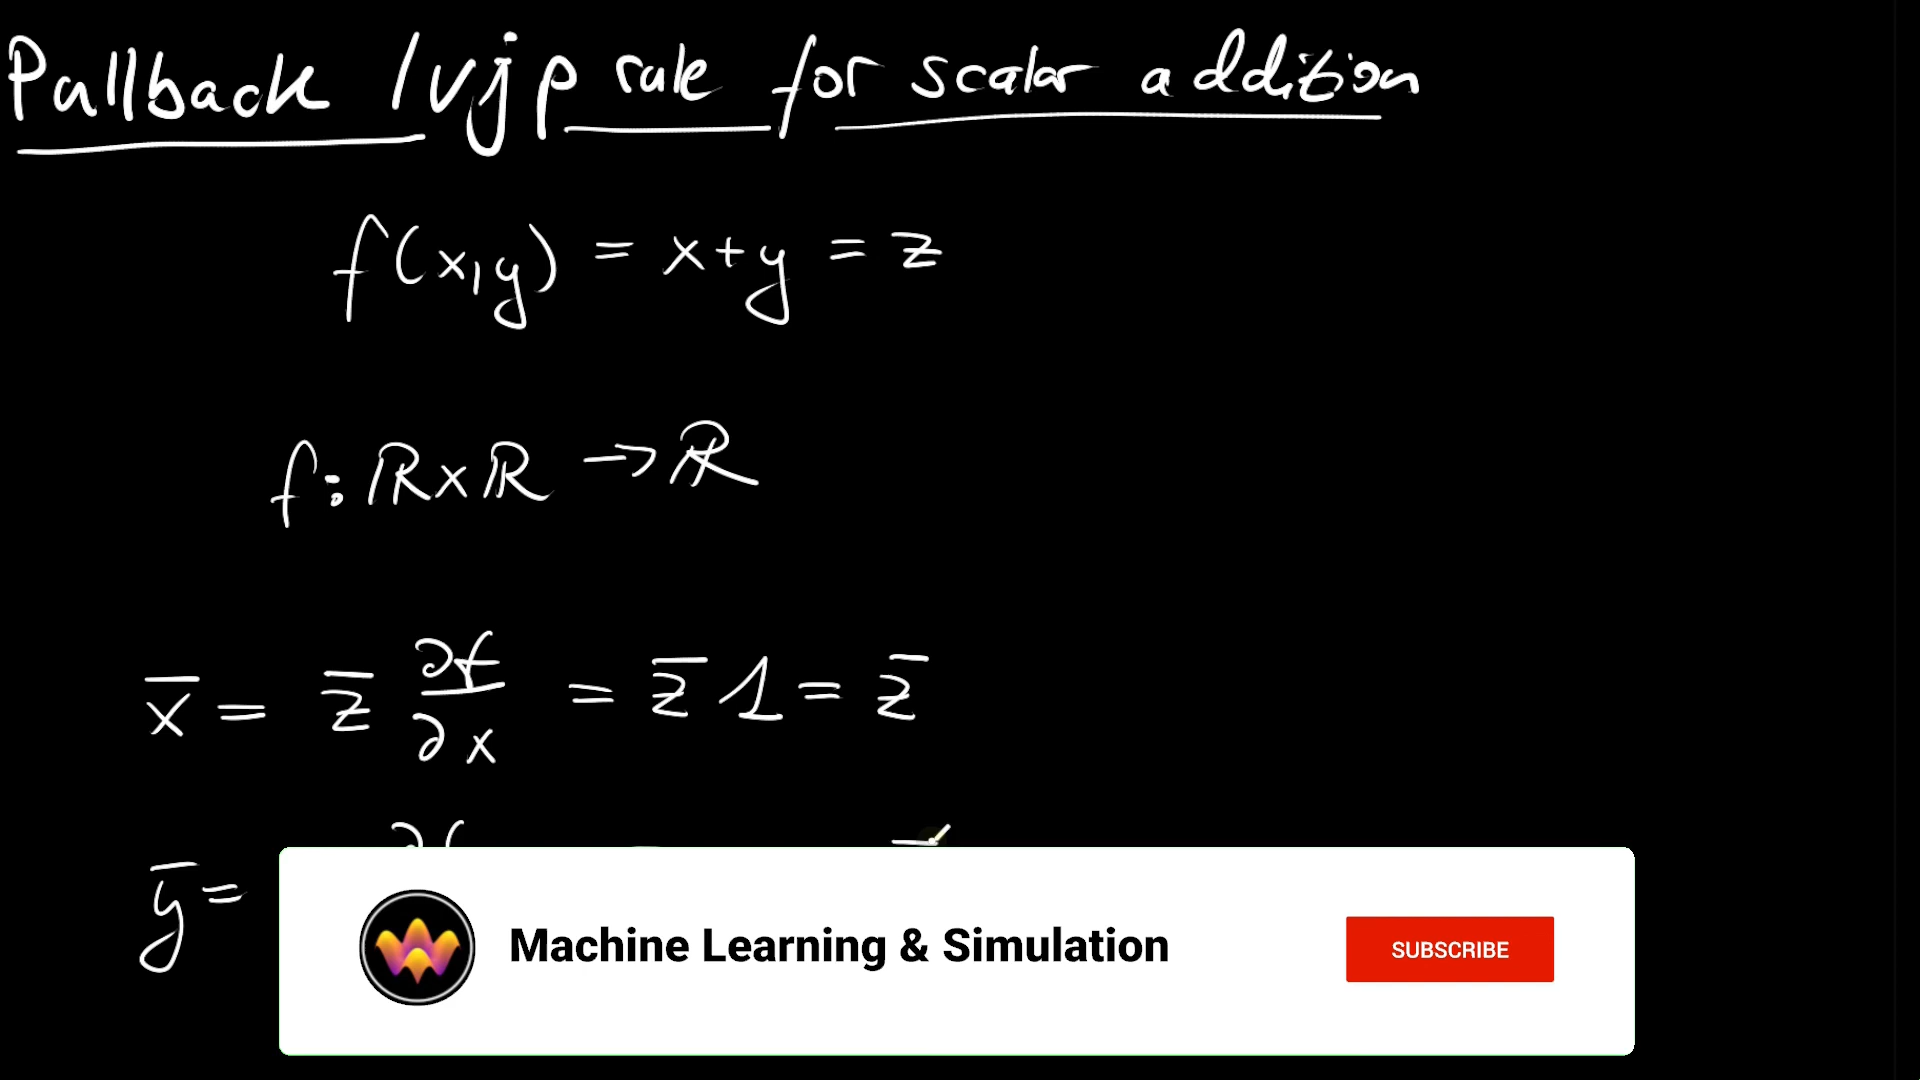 Pullback / vjp rule for scalar addition
f(x,y) = x+y = z
f: ℝ×ℝ → ℝ
x̄ = z̄ ∂f/∂x = z̄ 1 = z̄
ȳ =
Machine Learning & Simulation
SUBSCRIBE